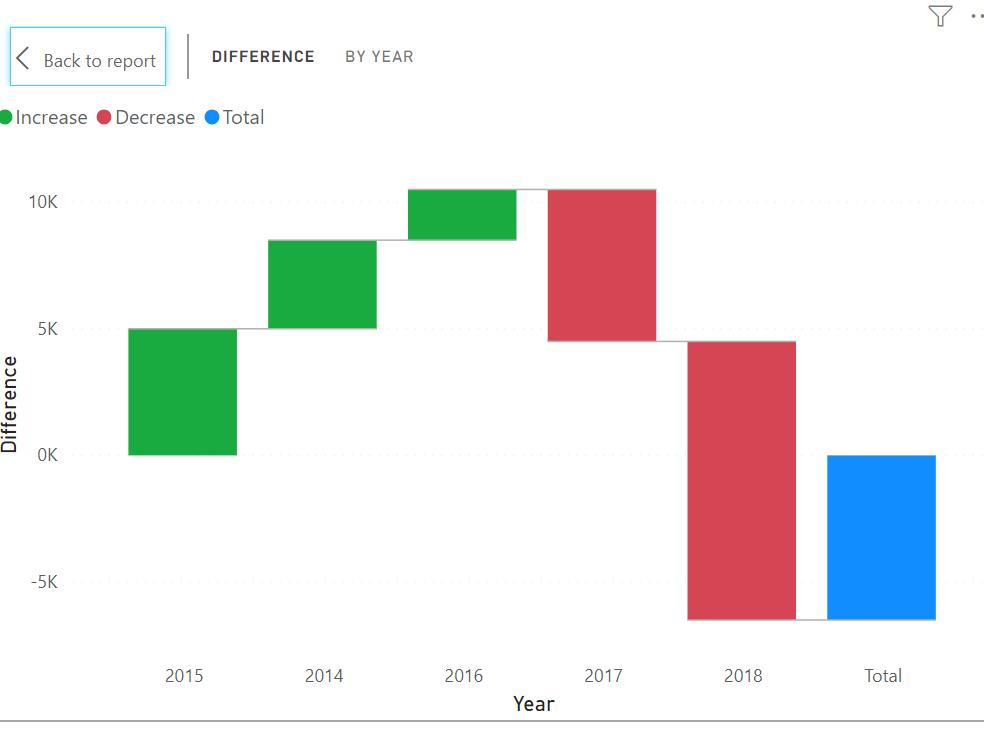 Back to report
DIFFERENCE BY YEAR
Increase Decrease Total
10K
5K
0K
-5K
Difference
2015 2014 2016 2017 2018 Total
Year